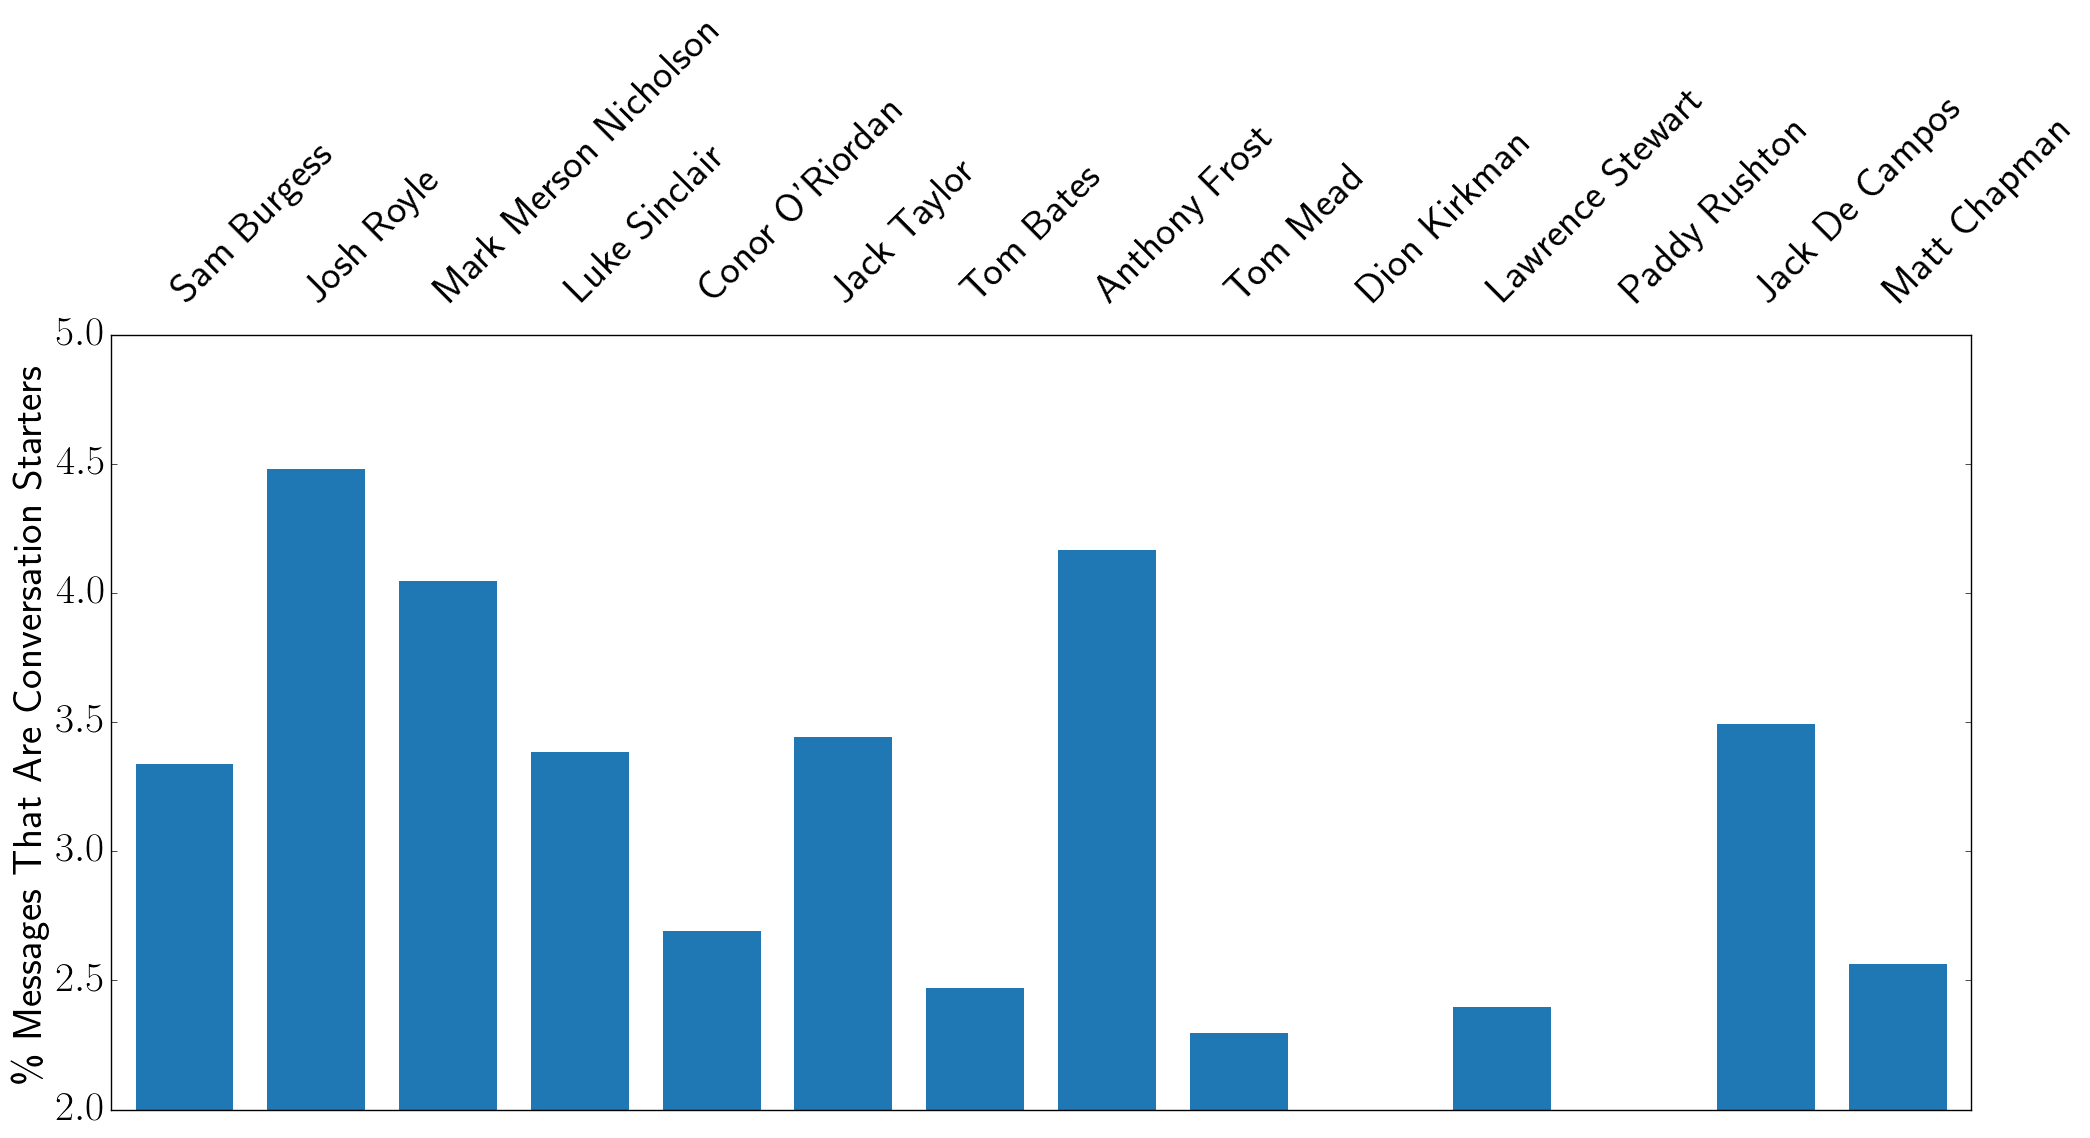 Sam Burgess
Josh Royle
Mark Merson Nicholson
Luke Sinclair
Conor O'Riordan
Jack Taylor
Tom Bates
Anthony Frost
Tom Mead
Dion Kirkman
Lawrence Stewart
Paddy Rushton
Jack De Campos
Matt Chapman
% Messages That Are Conversation Starters
5.0
4.5
4.0
3.5
3.0
2.5
2.0